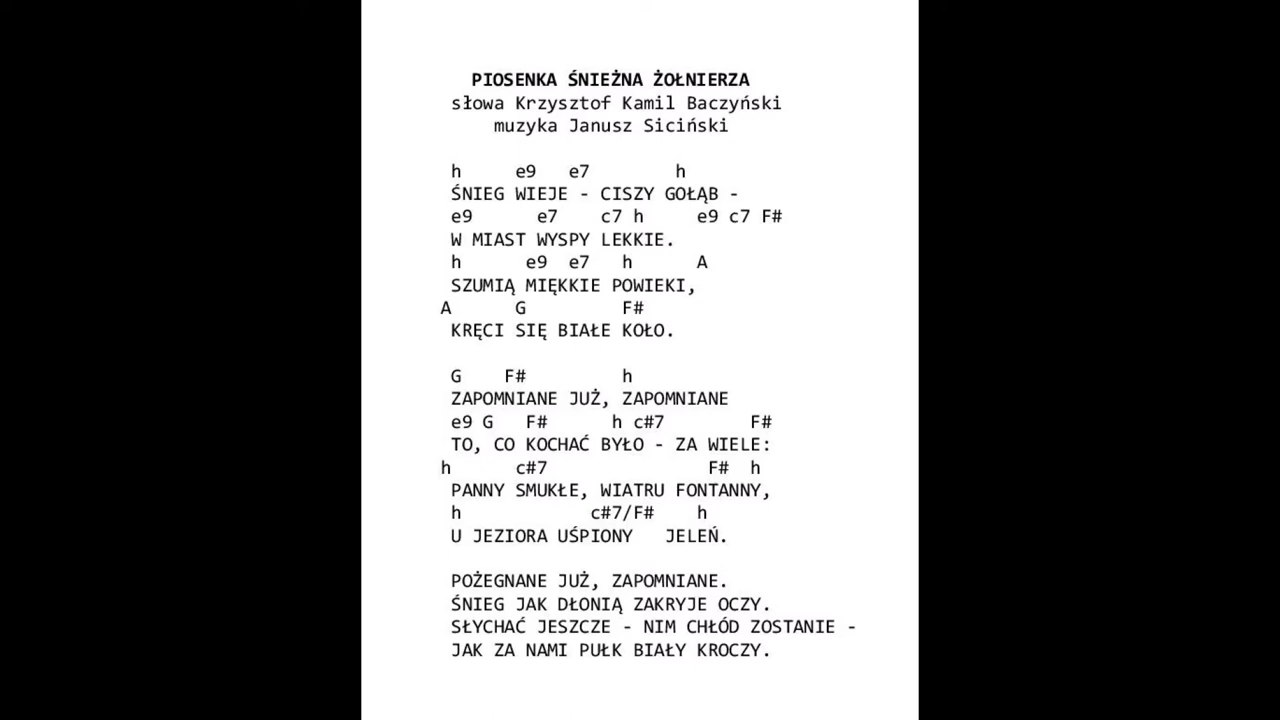 PIOSENKA ŚNIEŻNA ŻOŁNIERZA
słowa Krzysztof Kamil Baczyński
muzyka Janusz Siciński
h e9 e7 h
ŚNIEG WIEJE - CISZY GOŁĄB -
e9 e7 c7 h e9 c7 F#
W MIAST WYSPY LEKKIE.
h e9 e7 h A
SZUMIĄ MIĘKKIE POWIEKI,
A G F#
KRĘCI SIĘ BIAŁE KOŁO.
G F# h
ZAPOMNIANE JUŻ, ZAPOMNIANE
e9 G F# h c#7 F#
TO, CO KOCHAĆ BYŁO - ZA WIELE:
h c#7 F# h
PANNY SMUKŁE, WIATRU FONTANNY,
h c#7/F# h
U JEZIORA UŚPIONY JELEŃ.
POŻEGNANE JUŻ, ZAPOMNIANE.
ŚNIEG JAK DŁONIĄ ZAKRYJE OCZY.
SŁYCHAĆ JESZCZE - NIM CHŁÓD ZOSTANIE -
JAK ZA NAMI PUŁK BIAŁY KROCZY.